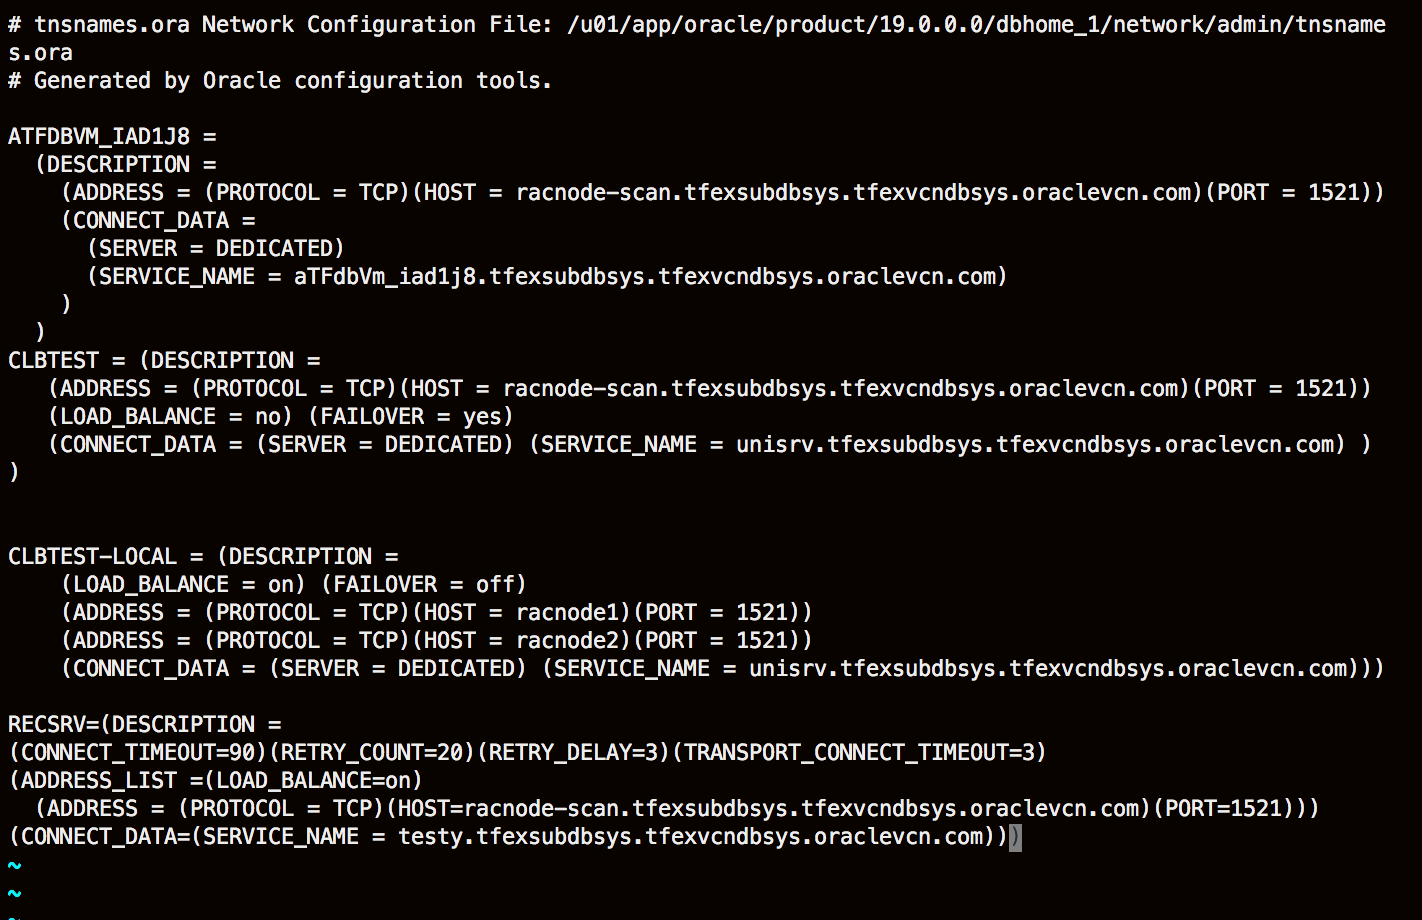 # tnsnames.ora Network Configuration File: /u01/app/oracle/product/19.0.0.0/dbhome_1/network/admin/tnsname
s.ora
# Generated by Oracle configuration tools.

ATFDBVM_IAD1J8 =
  (DESCRIPTION =
    (ADDRESS = (PROTOCOL = TCP)(HOST = racnode-scan.tfexsubdbsys.tfexvcndbsys.oraclevcn.com)(PORT = 1521))
    (CONNECT_DATA =
      (SERVER = DEDICATED)
      (SERVICE_NAME = aTFdbVm_iad1j8.tfexsubdbsys.tfexvcndbsys.oraclevcn.com)
    )
  )
CLBTEST = (DESCRIPTION =
   (ADDRESS = (PROTOCOL = TCP)(HOST = racnode-scan.tfexsubdbsys.tfexvcndbsys.oraclevcn.com)(PORT = 1521))
   (LOAD_BALANCE = no) (FAILOVER = yes)
   (CONNECT_DATA = (SERVER = DEDICATED) (SERVICE_NAME = unisrv.tfexsubdbsys.tfexvcndbsys.oraclevcn.com) )
)


CLBTEST-LOCAL = (DESCRIPTION =
    (LOAD_BALANCE = on) (FAILOVER = off)
    (ADDRESS = (PROTOCOL = TCP)(HOST = racnode1)(PORT = 1521))
    (ADDRESS = (PROTOCOL = TCP)(HOST = racnode2)(PORT = 1521))
    (CONNECT_DATA = (SERVER = DEDICATED) (SERVICE_NAME = unisrv.tfexsubdbsys.tfexvcndbsys.oraclevcn.com)))

RECSRV=(DESCRIPTION =
(CONNECT_TIMEOUT=90)(RETRY_COUNT=20)(RETRY_DELAY=3)(TRANSPORT_CONNECT_TIMEOUT=3)
(ADDRESS_LIST =(LOAD_BALANCE=on)
  (ADDRESS = (PROTOCOL = TCP)(HOST=racnode-scan.tfexsubdbsys.tfexvcndbsys.oraclevcn.com)(PORT=1521)))
(CONNECT_DATA=(SERVICE_NAME = testy.tfexsubdbsys.tfexvcndbsys.oraclevcn.com)))
~
~
~